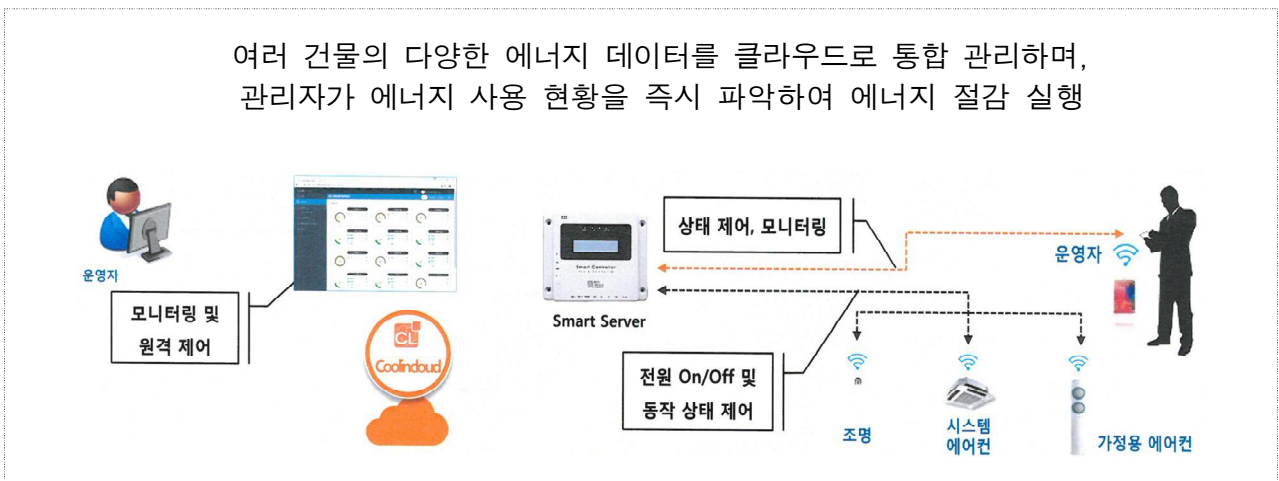 여러 건물의 다양한 에너지 데이터를 클라우드로 통합 관리하며,
관리자가 에너지 사용 현황을 즉시 파악하여 에너지 절감 실행
운영자
모니터링 및
원격 제어
CL
Coolincloud
Smart Controller
Smart Server
상태 제어, 모니터링
전원 On/Off 및
동작 상태 제어
운영자
조명
시스템
에어컨
가정용 에어컨